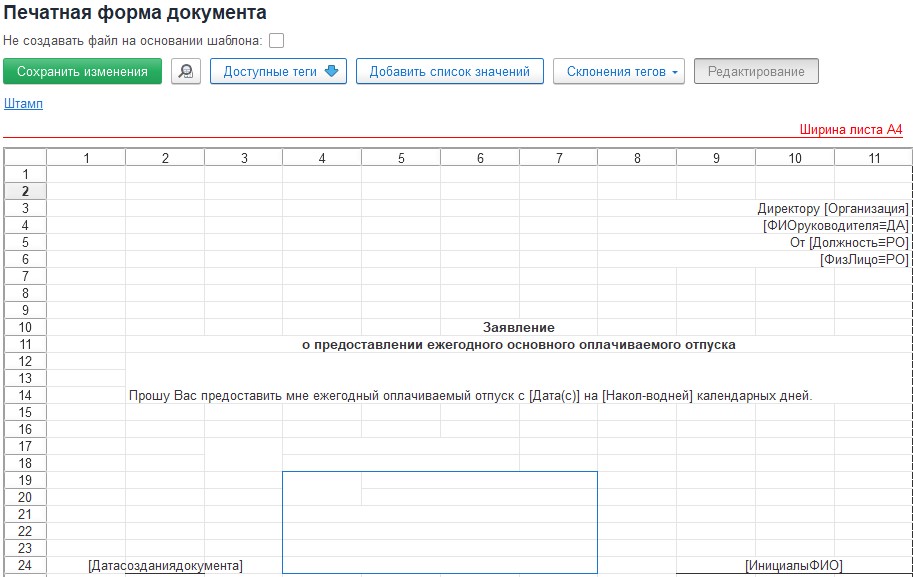 Печатная форма документа
Не создавать файл на основании шаблона:
Сохранить изменения Доступные теги Добавить список значений Склонения тегов Редактирование
Штамп
Ширина листа А4
1 2 3 4 5 6 7 8 9 10 11
1
2
3 Директору [Организация]
4 [ФИОруководителя=ДА]
5 От [Должность=РО]
6 [ФизЛицо=РО]
7
8
9
10 Заявление
11 о предоставлении ежегодного основного оплачиваемого отпуска
12
13
14 Прошу Вас предоставить мне ежегодный оплачиваемый отпуск с [Дата(с)] на [Накол-водней] календарных дней.
15
16
17
18
19
20
21
22
23
24 [Датасозданиядокумента] [ИнициалыФИО]